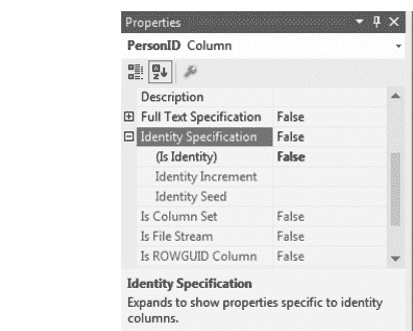 Properties
PersonID Column
Description
Full Text Specification False
Identity Specification False
(Is Identity) False
Identity Increment
Identity Seed
Is Column Set False
Is File Stream False
Is ROWGUID Column False
Identity Specification
Expands to show properties specific to identity
columns.